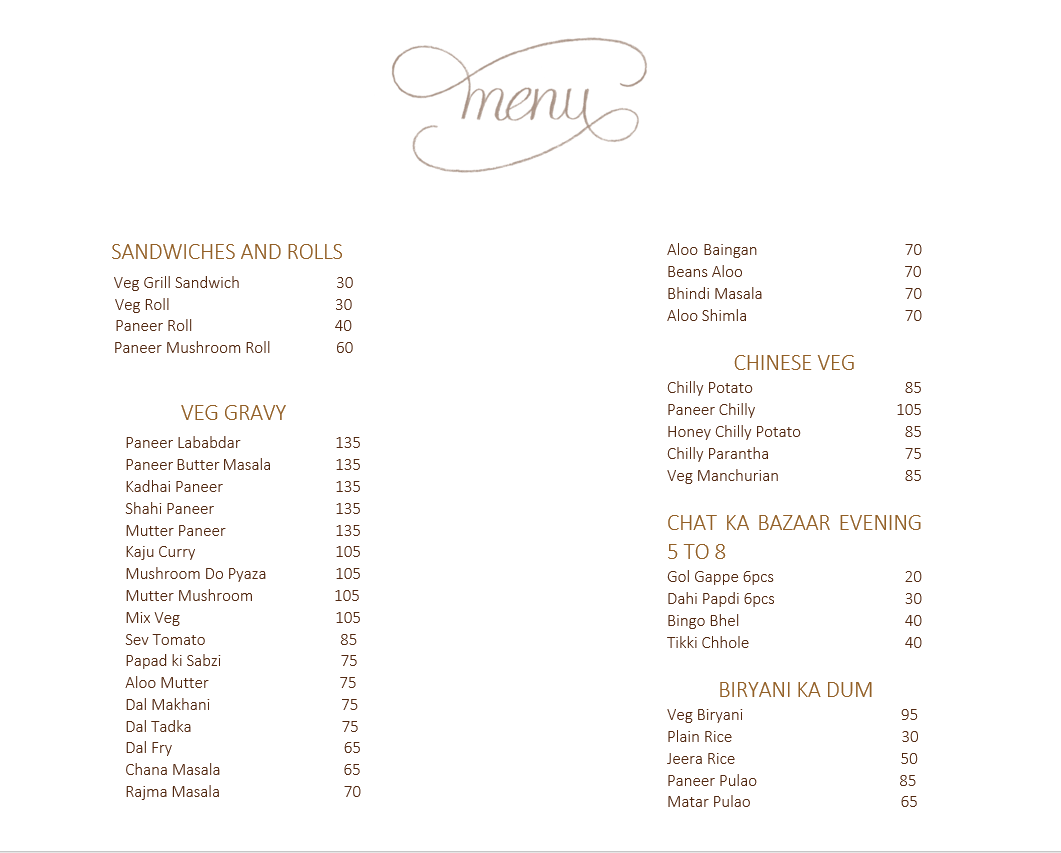 menu
SANDWICHES AND ROLLS
Veg Grill Sandwich 30
Veg Roll 30
Paneer Roll 40
Paneer Mushroom Roll 60
VEG GRAVY
Paneer Lababdar 135
Paneer Butter Masala 135
Kadhai Paneer 135
Shahi Paneer 135
Mutter Paneer 135
Kaju Curry 105
Mushroom Do Pyaza 105
Mutter Mushroom 105
Mix Veg 105
Sev Tomato 85
Papad ki Sabzi 75
Aloo Mutter 75
Dal Makhani 75
Dal Tadka 75
Dal Fry 65
Chana Masala 65
Rajma Masala 70
Aloo Baingan 70
Beans Aloo 70
Bhindi Masala 70
Aloo Shimla 70
CHINESE VEG
Chilly Potato 85
Paneer Chilly 105
Honey Chilly Potato 85
Chilly Parantha 75
Veg Manchurian 85
CHAT KA BAZAAR EVENING
5 TO 8
Gol Gappe 6pcs 20
Dahi Papdi 6pcs 30
Bingo Bhel 40
Tikki Chhole 40
BIRYANI KA DUM
Veg Biryani 95
Plain Rice 30
Jeera Rice 50
Paneer Pulao 85
Matar Pulao 65